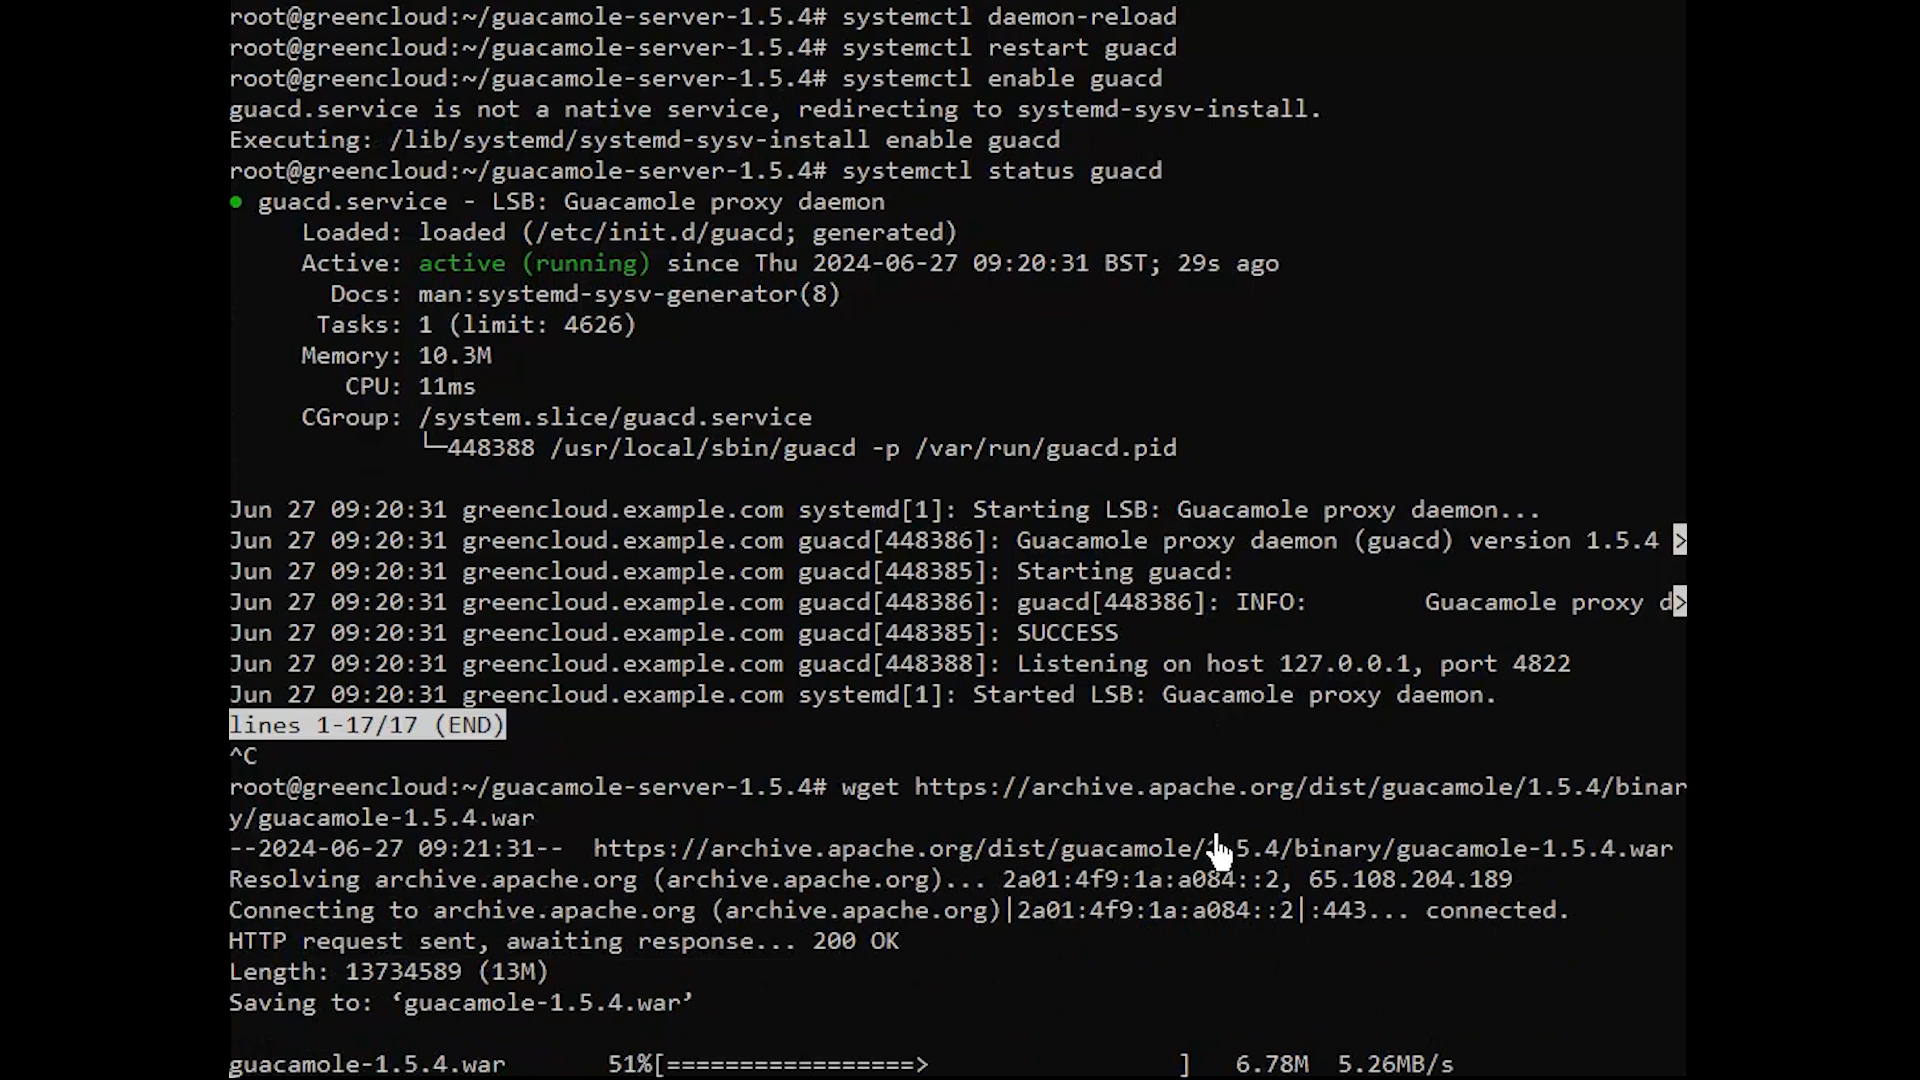 root@greencloud:~/guacamole-server-1.5.4# systemctl daemon-reload
root@greencloud:~/guacamole-server-1.5.4# systemctl restart guacd
root@greencloud:~/guacamole-server-1.5.4# systemctl enable guacd
guacd.service is not a native service, redirecting to systemd-sysv-install.
Executing: /lib/systemd/systemd-sysv-install enable guacd
root@greencloud:~/guacamole-server-1.5.4# systemctl status guacd
● guacd.service - LSB: Guacamole proxy daemon
     Loaded: loaded (/etc/init.d/guacd; generated)
     Active: active (running) since Thu 2024-06-27 09:20:31 BST; 29s ago
       Docs: man:systemd-sysv-generator(8)
      Tasks: 1 (limit: 4626)
     Memory: 10.3M
        CPU: 11ms
     CGroup: /system.slice/guacd.service
             └─448388 /usr/local/sbin/guacd -p /var/run/guacd.pid
Jun 27 09:20:31 greencloud.example.com systemd[1]: Starting LSB: Guacamole proxy daemon...
Jun 27 09:20:31 greencloud.example.com guacd[448386]: Guacamole proxy daemon (guacd) version 1.5.4 >
Jun 27 09:20:31 greencloud.example.com guacd[448385]: Starting guacd:
Jun 27 09:20:31 greencloud.example.com guacd[448386]: guacd[448386]: INFO:        Guacamole proxy d>
Jun 27 09:20:31 greencloud.example.com guacd[448385]: SUCCESS
Jun 27 09:20:31 greencloud.example.com guacd[448388]: Listening on host 127.0.0.1, port 4822
Jun 27 09:20:31 greencloud.example.com systemd[1]: Started LSB: Guacamole proxy daemon.
lines 1-17/17 (END)
^C
root@greencloud:~/guacamole-server-1.5.4# wget https://archive.apache.org/dist/guacamole/1.5.4/binar
y/guacamole-1.5.4.war
--2024-06-27 09:21:31--  https://archive.apache.org/dist/guacamole/1.5.4/binary/guacamole-1.5.4.war
Resolving archive.apache.org (archive.apache.org)... 2a01:4f9:1a:a084::2, 65.108.204.189
Connecting to archive.apache.org (archive.apache.org)|2a01:4f9:1a:a084::2|:443... connected.
HTTP request sent, awaiting response... 200 OK
Length: 13734589 (13M)
Saving to: ‘guacamole-1.5.4.war’
guacamole-1.5.4.war       51%[=================>                 ]   6.78M  5.26MB/s